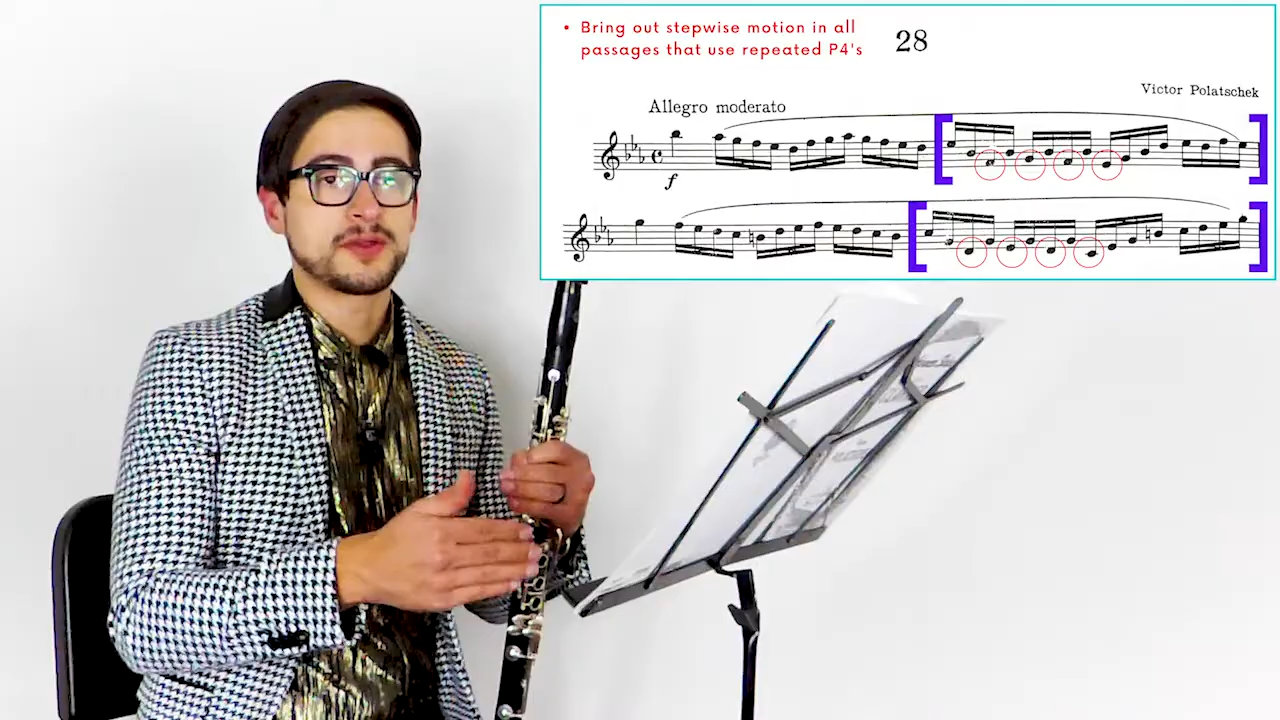 • Bring out stepwise motion in all
passages that use repeated P4's
28
Victor Polatschek
Allegro moderato
f